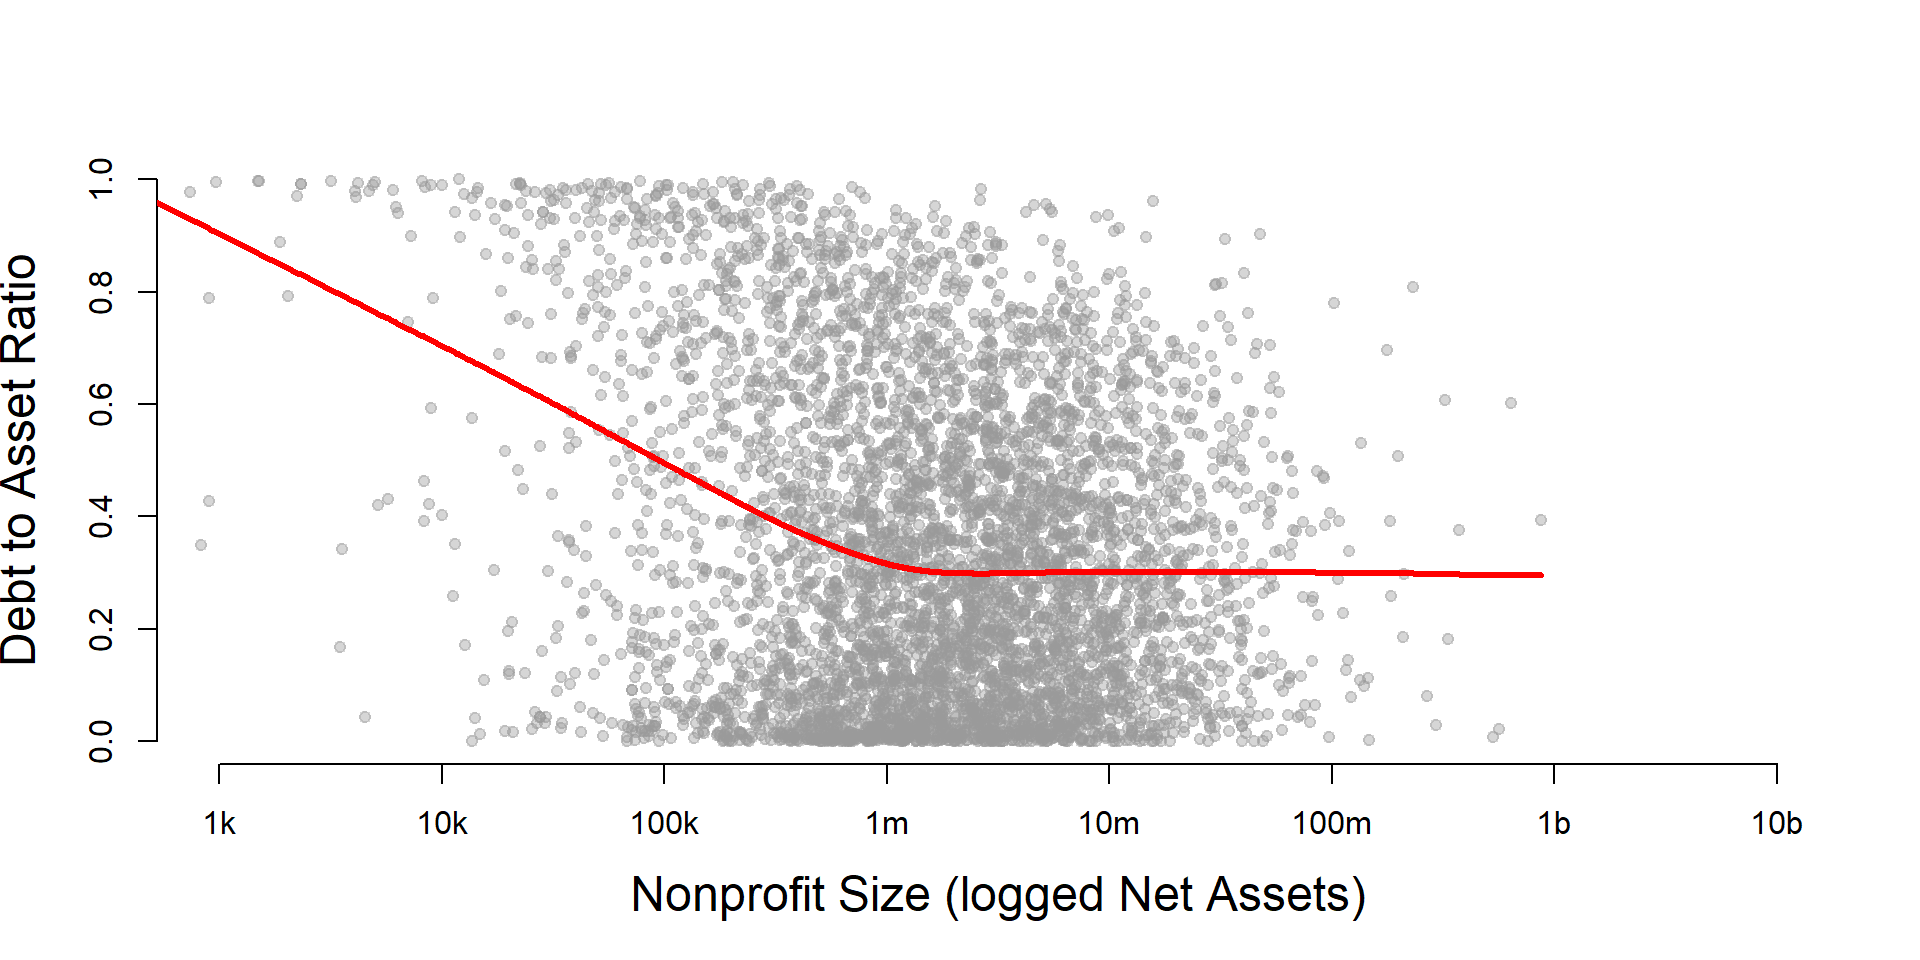 Debt to Asset Ratio
1.0
0.8
0.6
0.4
0.2
0.0
1k 10k 100k 1m 10m 100m 1b 10b
Nonprofit Size (logged Net Assets)